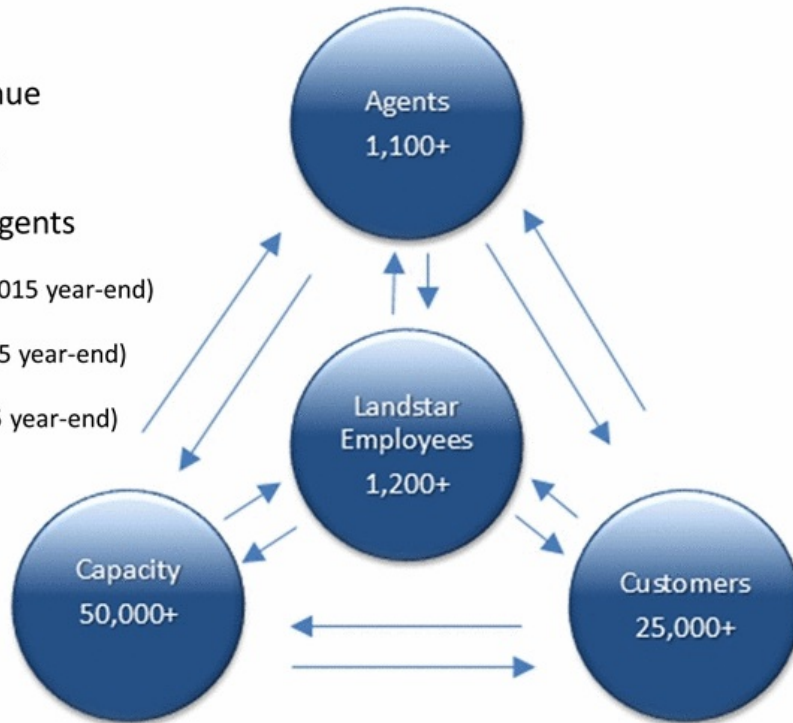 Agents
1,100+
gents
015 year-end)
5 year-end)
year-end)
Landstar
Employees
1,200+
Capacity
50,000+
Customers
25,000+